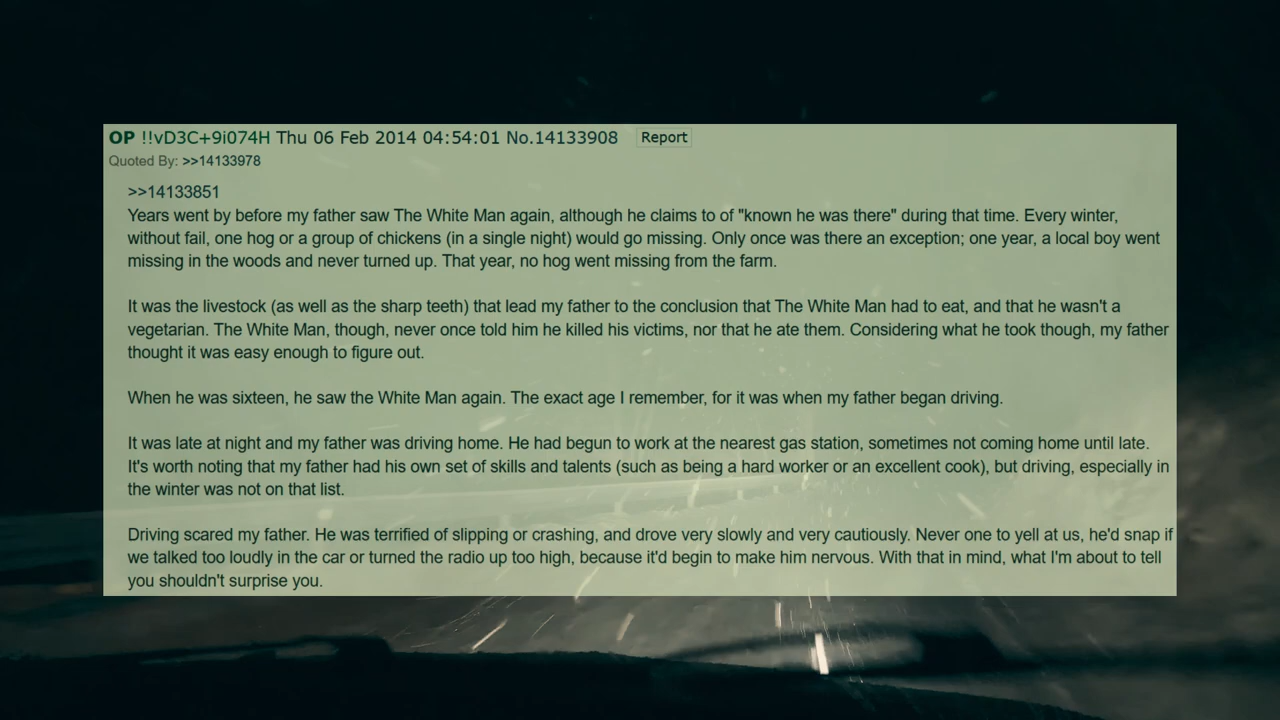 OP !!vD3C+9i074H Thu 06 Feb 2014 04:54:01 No.14133908 Report
Quoted By: >>14133978
>>14133851
Years went by before my father saw The White Man again, although he claims to of "known he was there" during that time. Every winter,
without fail, one hog or a group of chickens (in a single night) would go missing. Only once was there an exception; one year, a local boy went
missing in the woods and never turned up. That year, no hog went missing from the farm.
It was the livestock (as well as the sharp teeth) that lead my father to the conclusion that The White Man had to eat, and that he wasn't a
vegetarian. The White Man, though, never once told him he killed his victims, nor that he ate them. Considering what he took though, my father
thought it was easy enough to figure out.
When he was sixteen, he saw the White Man again. The exact age I remember, for it was when my father began driving.
It was late at night and my father was driving home. He had begun to work at the nearest gas station, sometimes not coming home until late.
It's worth noting that my father had his own set of skills and talents (such as being a hard worker or an excellent cook), but driving, especially in
the winter was not on that list.
Driving scared my father. He was terrified of slipping or crashing, and drove very slowly and very cautiously. Never one to yell at us, he'd snap if
we talked too loudly in the car or turned the radio up too high, because it'd begin to make him nervous. With that in mind, what I'm about to tell
you shouldn't surprise you.